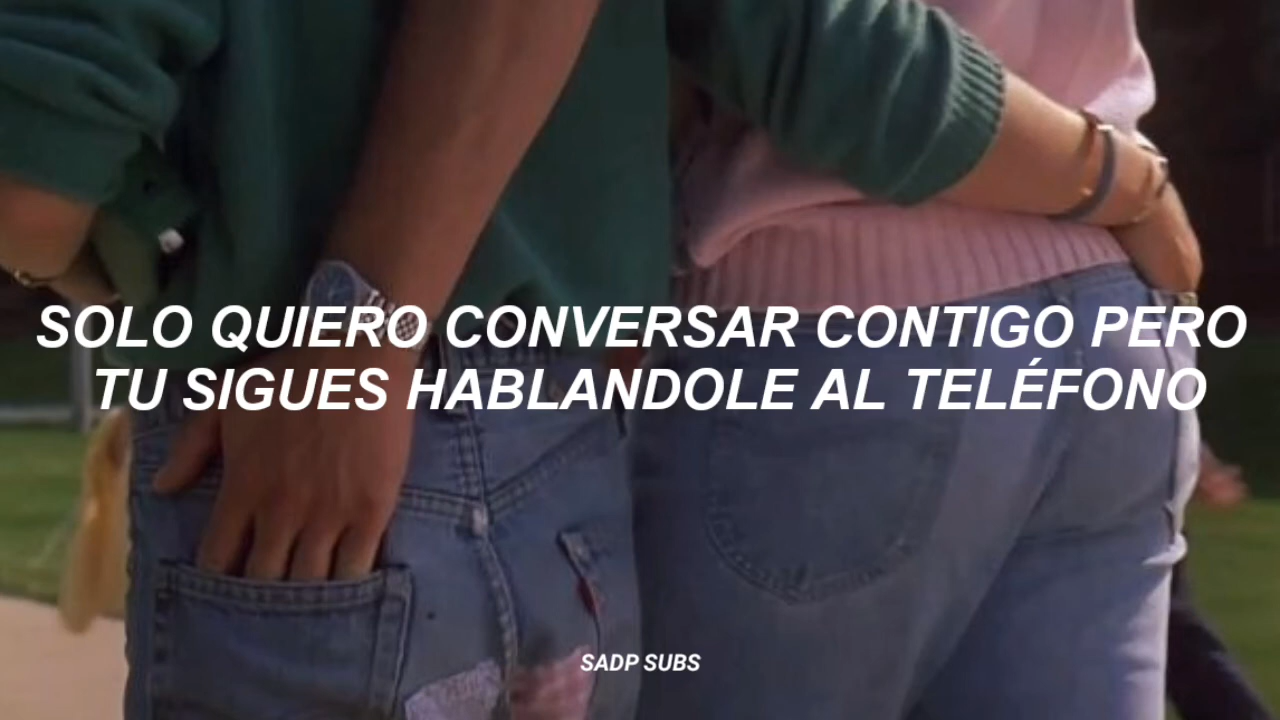 SOLO QUIERO CONVERSAR CONTIGO PERO
TU SIGUES HABLANDOLE AL TELÉFONO
SADP SUBS